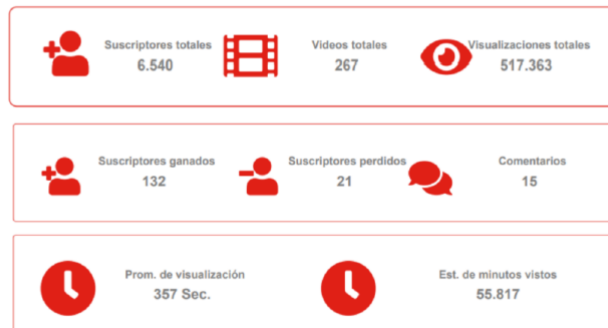 Suscriptores totales
6.540
Videos totales
267
Visualizaciones totales
517.363
Suscriptores ganados
132
Suscriptores perdidos
21
Comentarios
15
Prom. de visualización
357 Sec.
Est. de minutos vistos
55.817